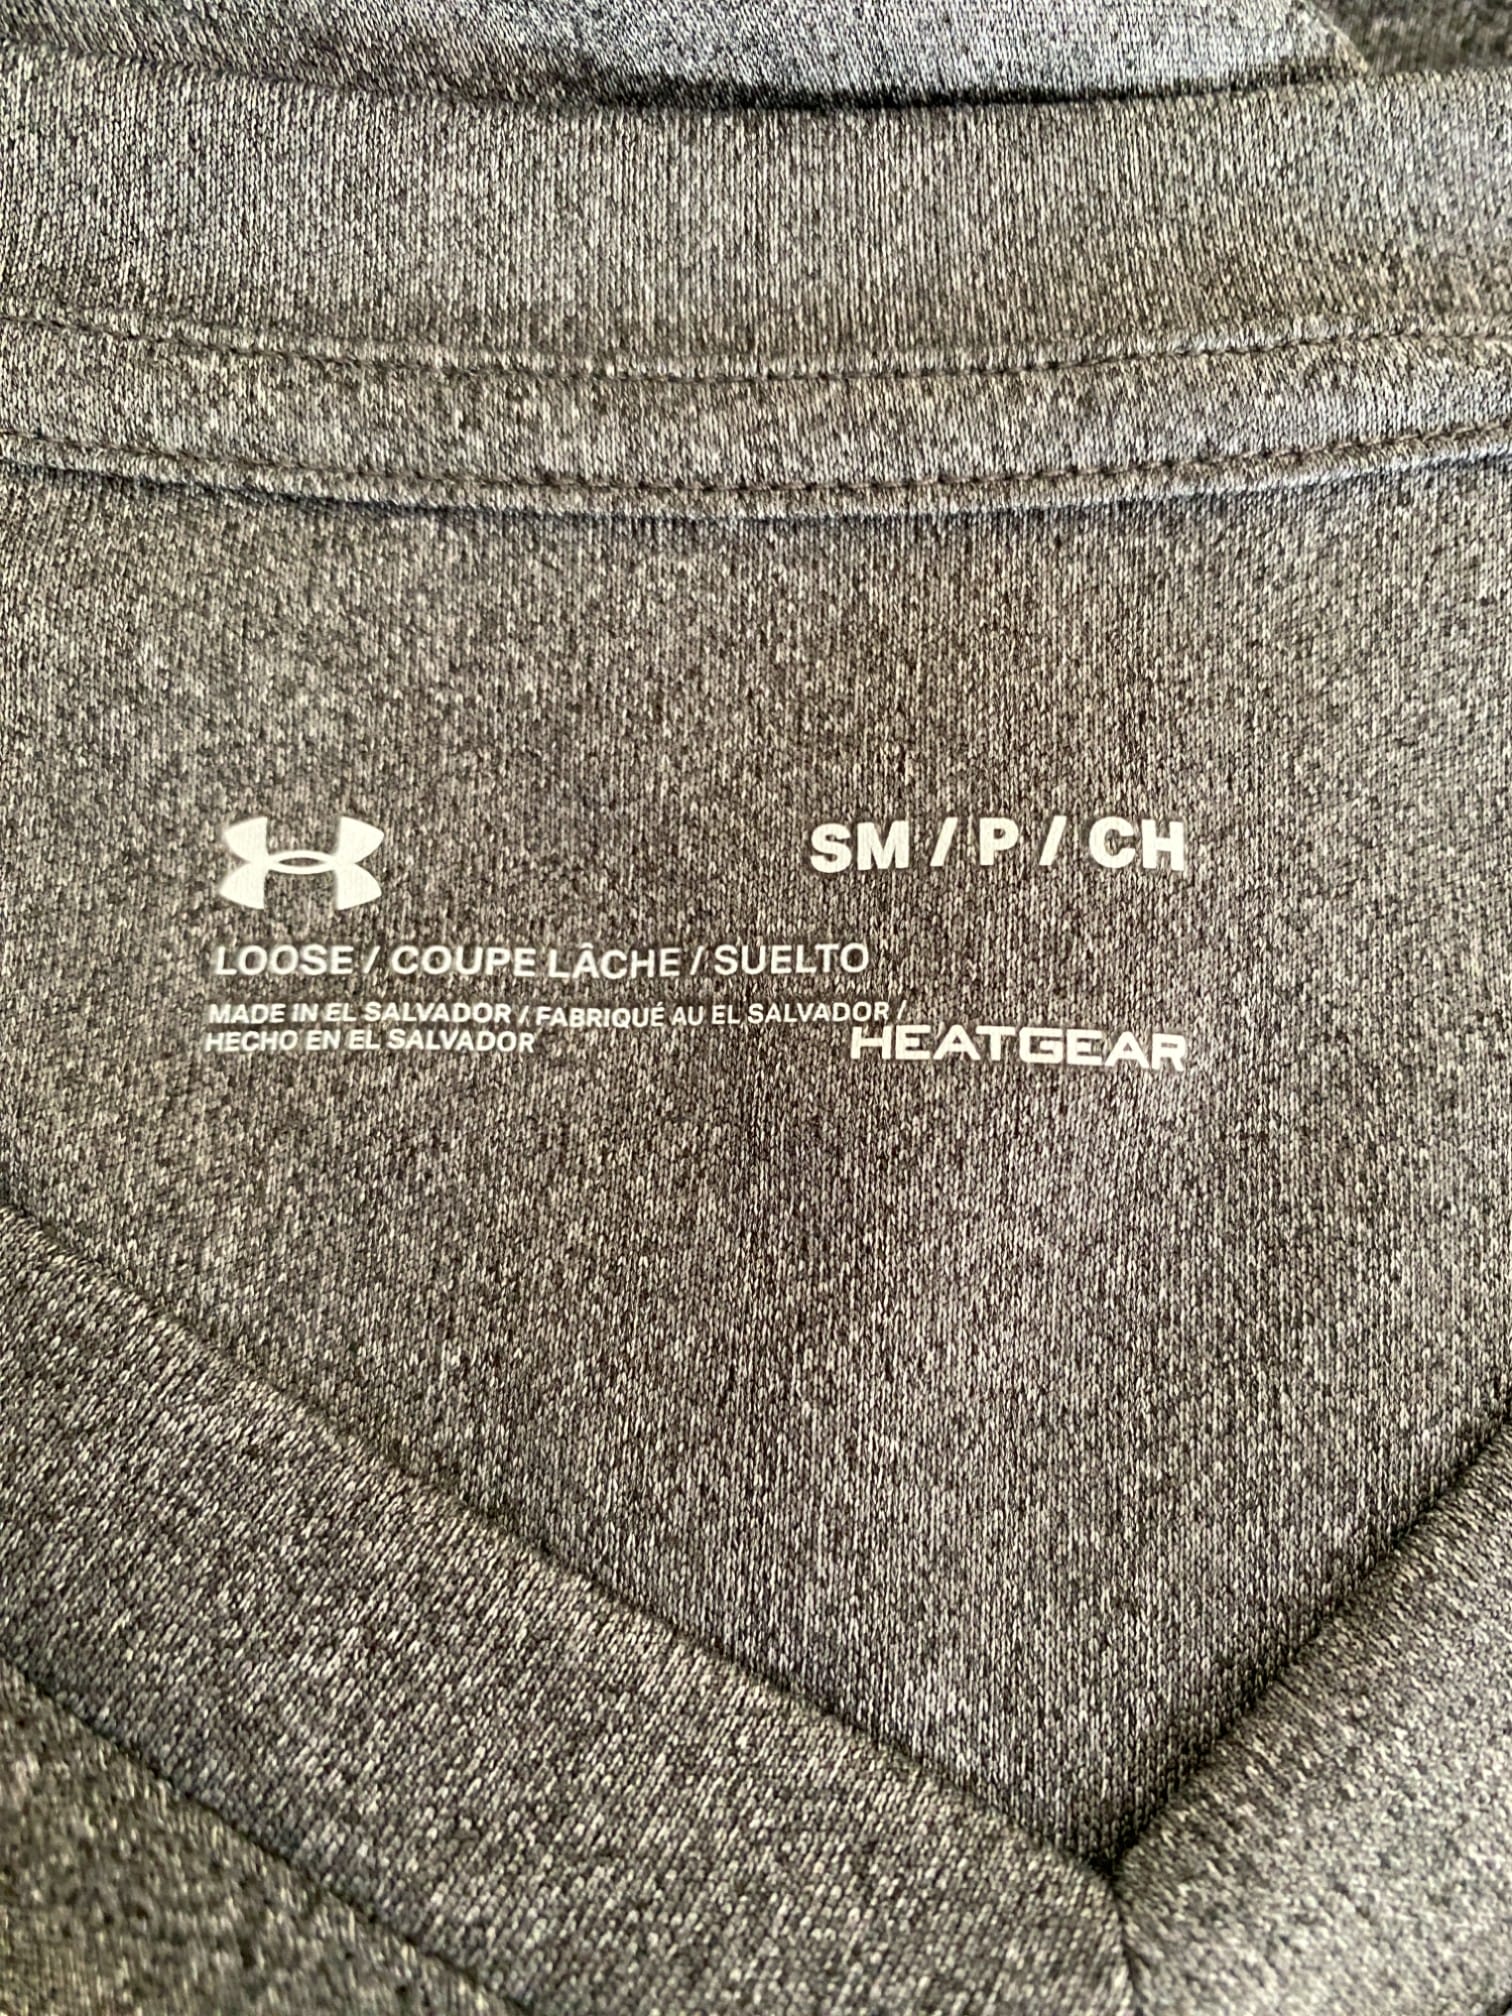 SM / P / CH
LOOSE / COUPE LÂCHE / SUELTO
MADE IN EL SALVADOR / FABRIQUÉ AU EL SALVADOR /
HECHO EN EL SALVADOR
HEATGEAR